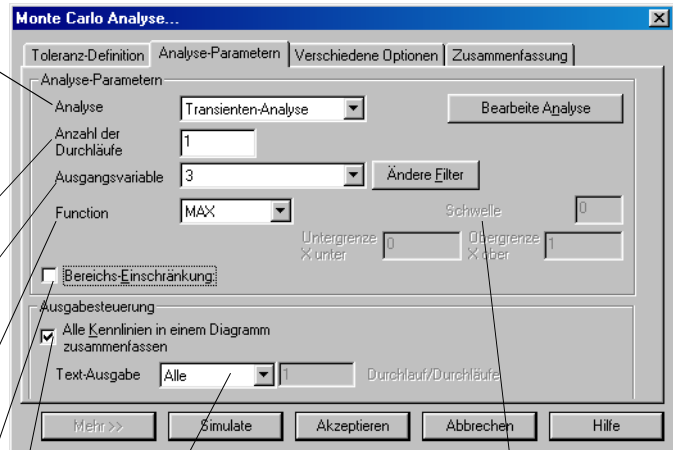 Monte Carlo Analyse...
Toleranz-Definition Analyse-Parametern Verschiedene Optionen Zusammenfassung
Analyse-Parametern
Analyse Transienten-Analyse Bearbeite Analyse
Anzahl der
Durchläufe 1
Ausgangsvariable 3 Ändere Filter
Function MAX Schwelle 0
Untergrenze 0 Obergrenze 1
X unter X ober
Bereichs-Einschränkung:
Ausgabesteuerung
Alle Kennlinien in einem Diagramm
zusammenfassen
Text-Ausgabe Alle 1 Durchlauf/Durchläufe
Mehr >> Simulate Akzeptieren Abbrechen Hilfe